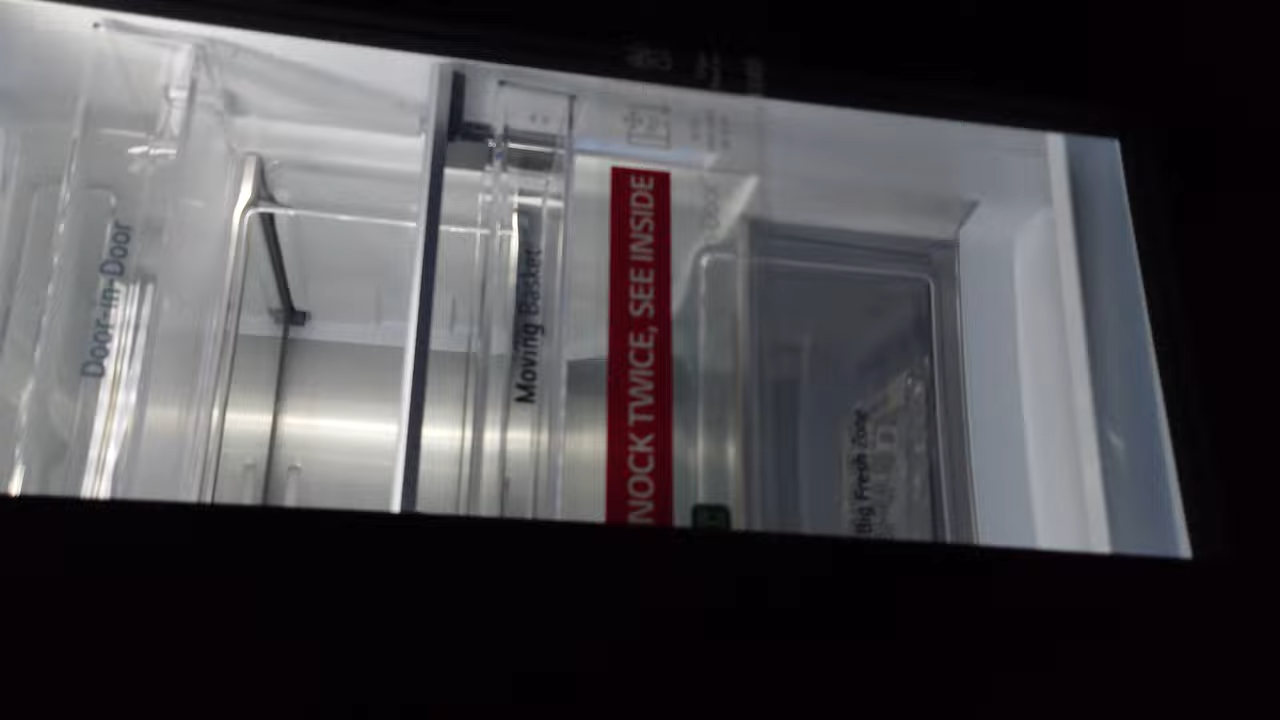 Door-in-Door
Moving Basket
NOCK TWICE, SEE INSIDE
Big Fresh Zone